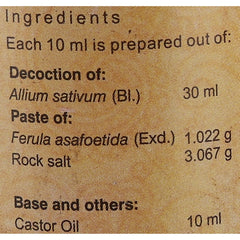 Ingredients
Each 10 ml is prepared out of:
Decoction of:
Allium sativum (Bl.) 30 ml
Paste of:
Ferula asafoetida (Exd.) 1.022 g
Rock salt 3.067 g
Base and others:
Castor Oil 10 ml